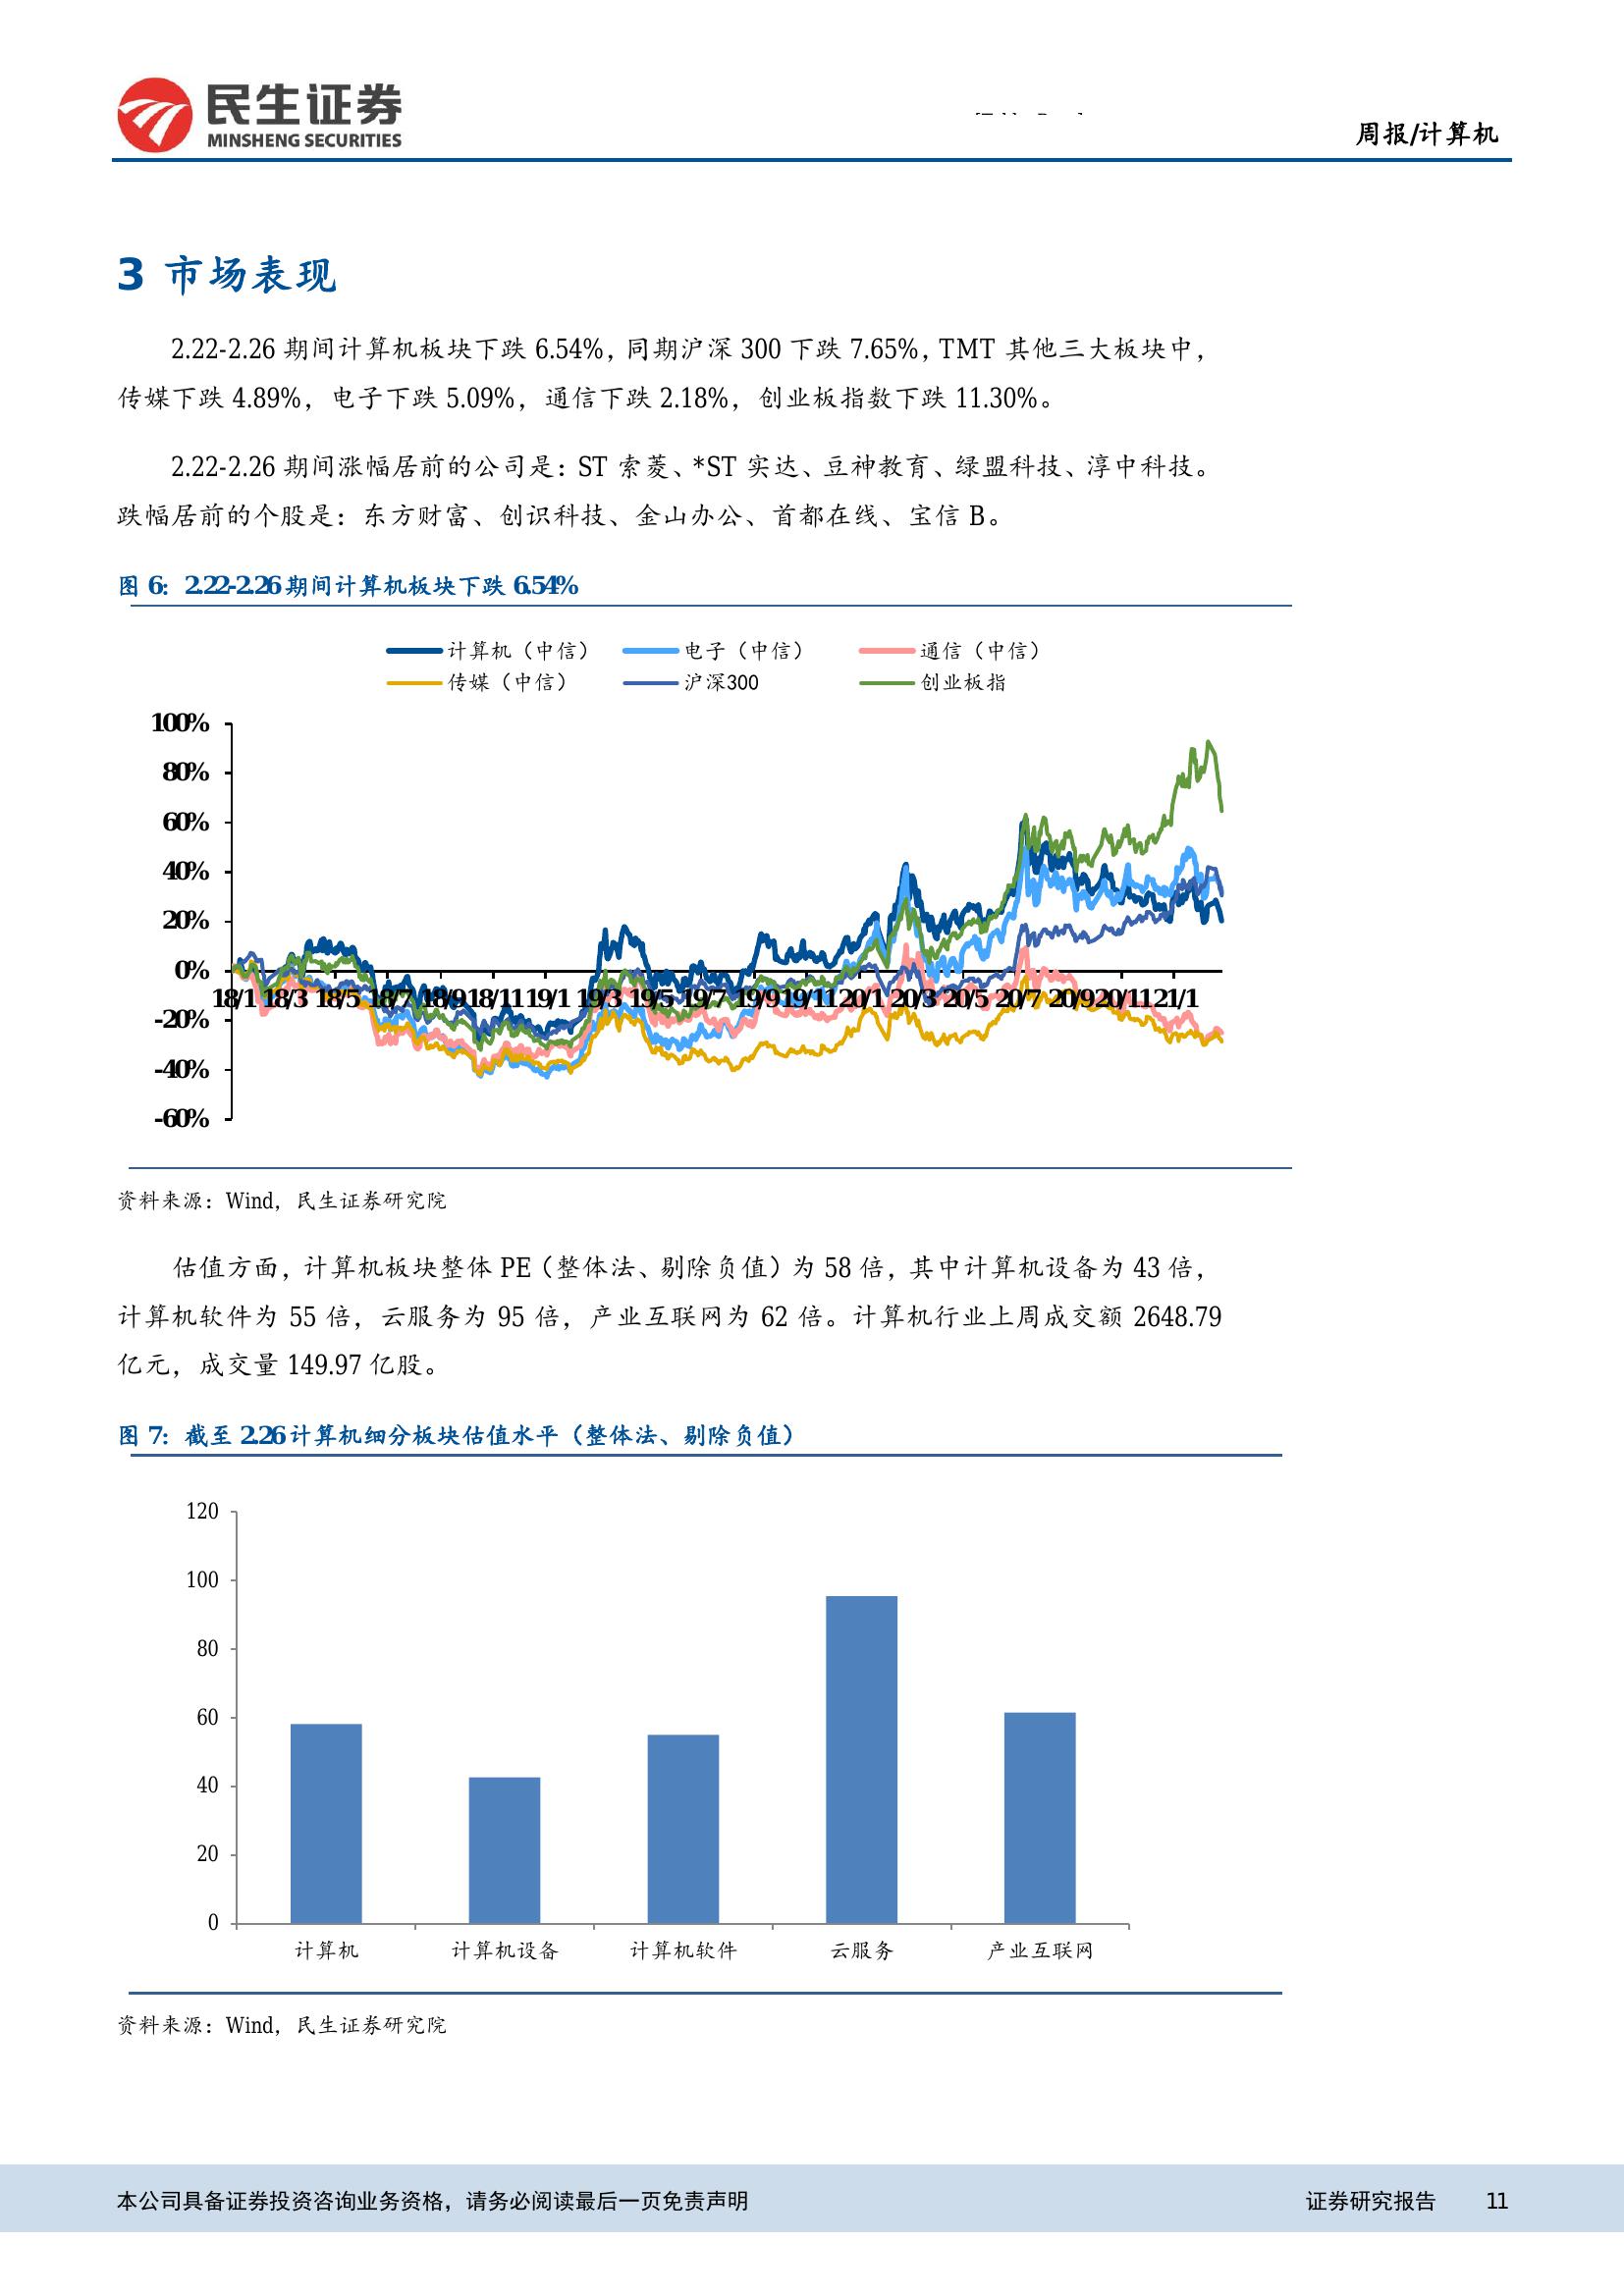 民生证券
MINSHENG SECURITIES
周报/计算机
3 市场表现
2.22-2.26 期间计算机板块下跌 6.54%，同期沪深 300 下跌 7.65%，TMT 其他三大板块中，
传媒下跌 4.89%，电子下跌 5.09%，通信下跌 2.18%，创业板指数下跌 11.30%。
2.22-2.26 期间涨幅居前的公司是：ST 索菱、*ST 实达、豆神教育、绿盟科技、淳中科技。
跌幅居前的个股是：东方财富、创识科技、金山办公、首都在线、宝信 B。
图 6：2.22-2.26 期间计算机板块下跌 6.54%
计算机（中信） 电子（中信） 通信（中信）
传媒（中信） 沪深300 创业板指
100%
80%
60%
40%
20%
0%
18/1 18/3 18/5 18/7 18/9 18/11 19/1 19/3 19/5 19/7 19/9 19/11 20/1 20/3 20/5 20/7 20/9 20/11 21/1
-20%
-40%
-60%
资料来源：Wind，民生证券研究院
估值方面，计算机板块整体 PE（整体法、剔除负值）为 58 倍，其中计算机设备为 43 倍，
计算机软件为 55 倍，云服务为 95 倍，产业互联网为 62 倍。计算机行业上周成交额 2648.79
亿元，成交量 149.97 亿股。
图 7：截至 2.26 计算机细分板块估值水平（整体法、剔除负值）
120
100
80
60
40
20
0
计算机 计算机设备 计算机软件 云服务 产业互联网
资料来源：Wind，民生证券研究院
本公司具备证券投资咨询业务资格，请务必阅读最后一页免责声明 证券研究报告 11